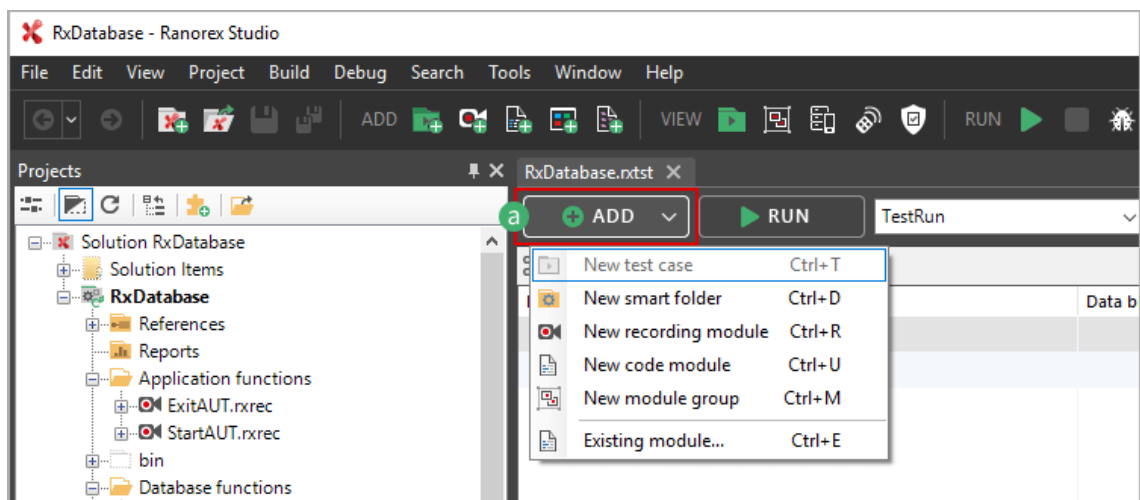 RxDatabase - Ranorex Studio
File Edit View Project Build Debug Search Tools Window Help
ADD VIEW RUN
Projects
RxDatabase.rxtst
a ADD RUN TestRun
Solution RxDatabase
Solution Items
RxDatabase
References
Reports
Application functions
ExitAUT.rxrec
StartAUT.rxrec
bin
Database functions
New test case Ctrl+T
New smart folder Ctrl+D
New recording module Ctrl+R
New code module Ctrl+U
New module group Ctrl+M
Existing module... Ctrl+E
Data b